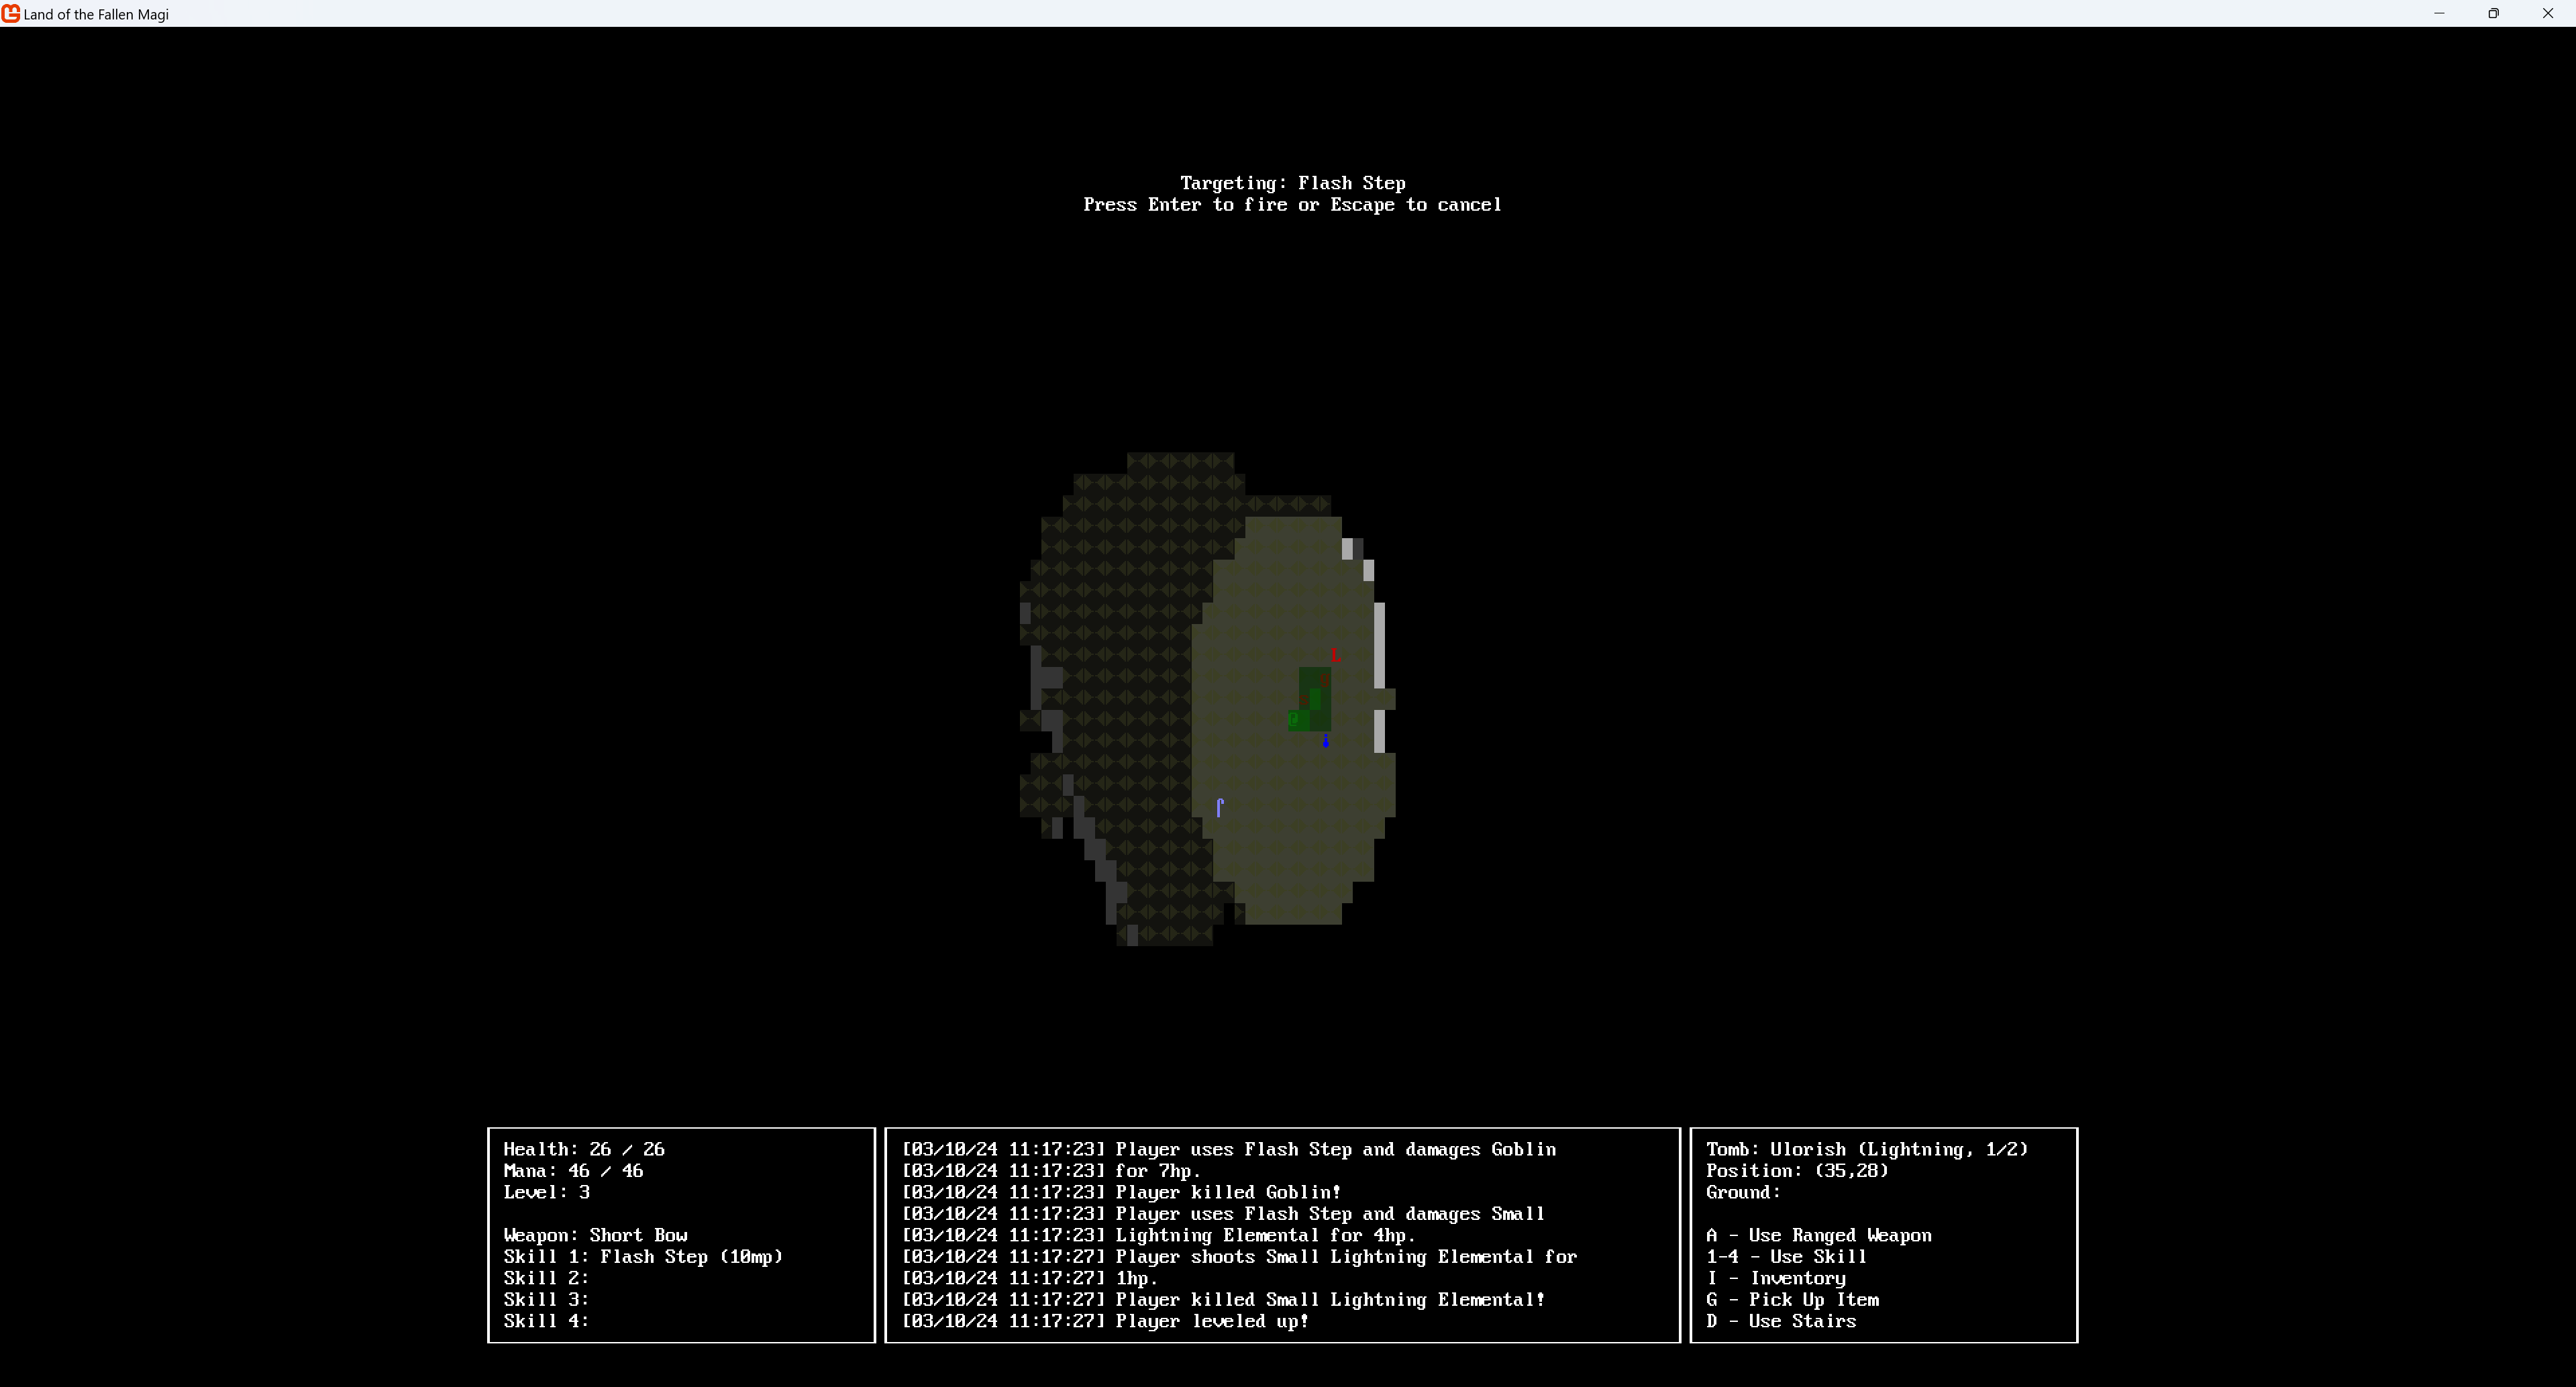 Land of the Fallen Magi
Targeting: Flash Step
Press Enter to fire or Escape to cancel
L
@
Health: 26 / 26
Mana: 46 / 46
Level: 3
Weapon: Short Bow
Skill 1: Flash Step (10mp)
Skill 2:
Skill 3:
Skill 4:
[03/10/24 11:17:23] Player uses Flash Step and damages Goblin
[03/10/24 11:17:23] for 7hp.
[03/10/24 11:17:23] Player killed Goblin!
[03/10/24 11:17:23] Player uses Flash Step and damages Small
[03/10/24 11:17:23] Lightning Elemental for 4hp.
[03/10/24 11:17:27] Player shoots Small Lightning Elemental for
[03/10/24 11:17:27] 1hp.
[03/10/24 11:17:27] Player killed Small Lightning Elemental!
[03/10/24 11:17:27] Player leveled up!
Tomb: Ulorish (Lightning, 1/2)
Position: (35,28)
Ground:
A - Use Ranged Weapon
1-4 - Use Skill
I - Inventory
G - Pick Up Item
D - Use Stairs